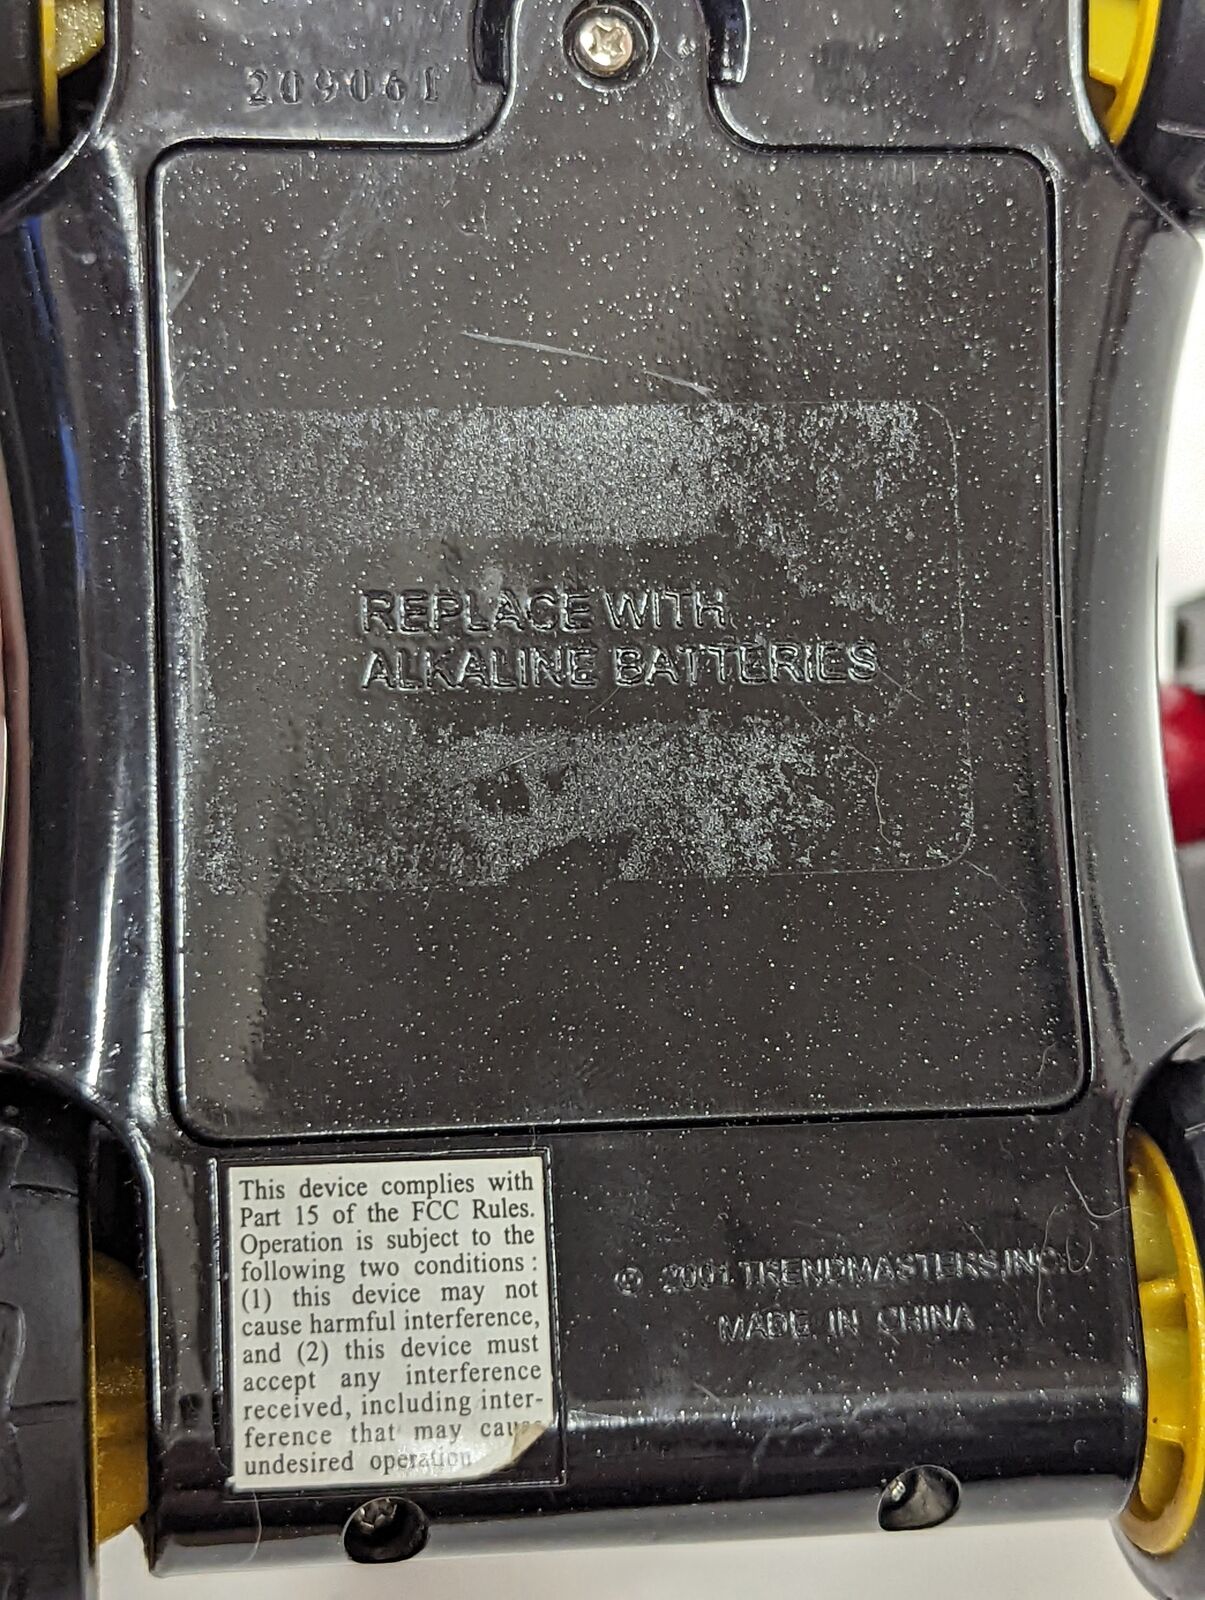 209061
REPLACE WITH
ALKALINE BATTERIES
This device complies with
Part 15 of the FCC Rules.
Operation is subject to the
following two conditions :
(1) this device may not
cause harmful interference,
and (2) this device must
accept any interference
received, including inter-
ference that may cause
undesired operation
© 2001 TRENDMASTERS, INC.
MADE IN CHINA